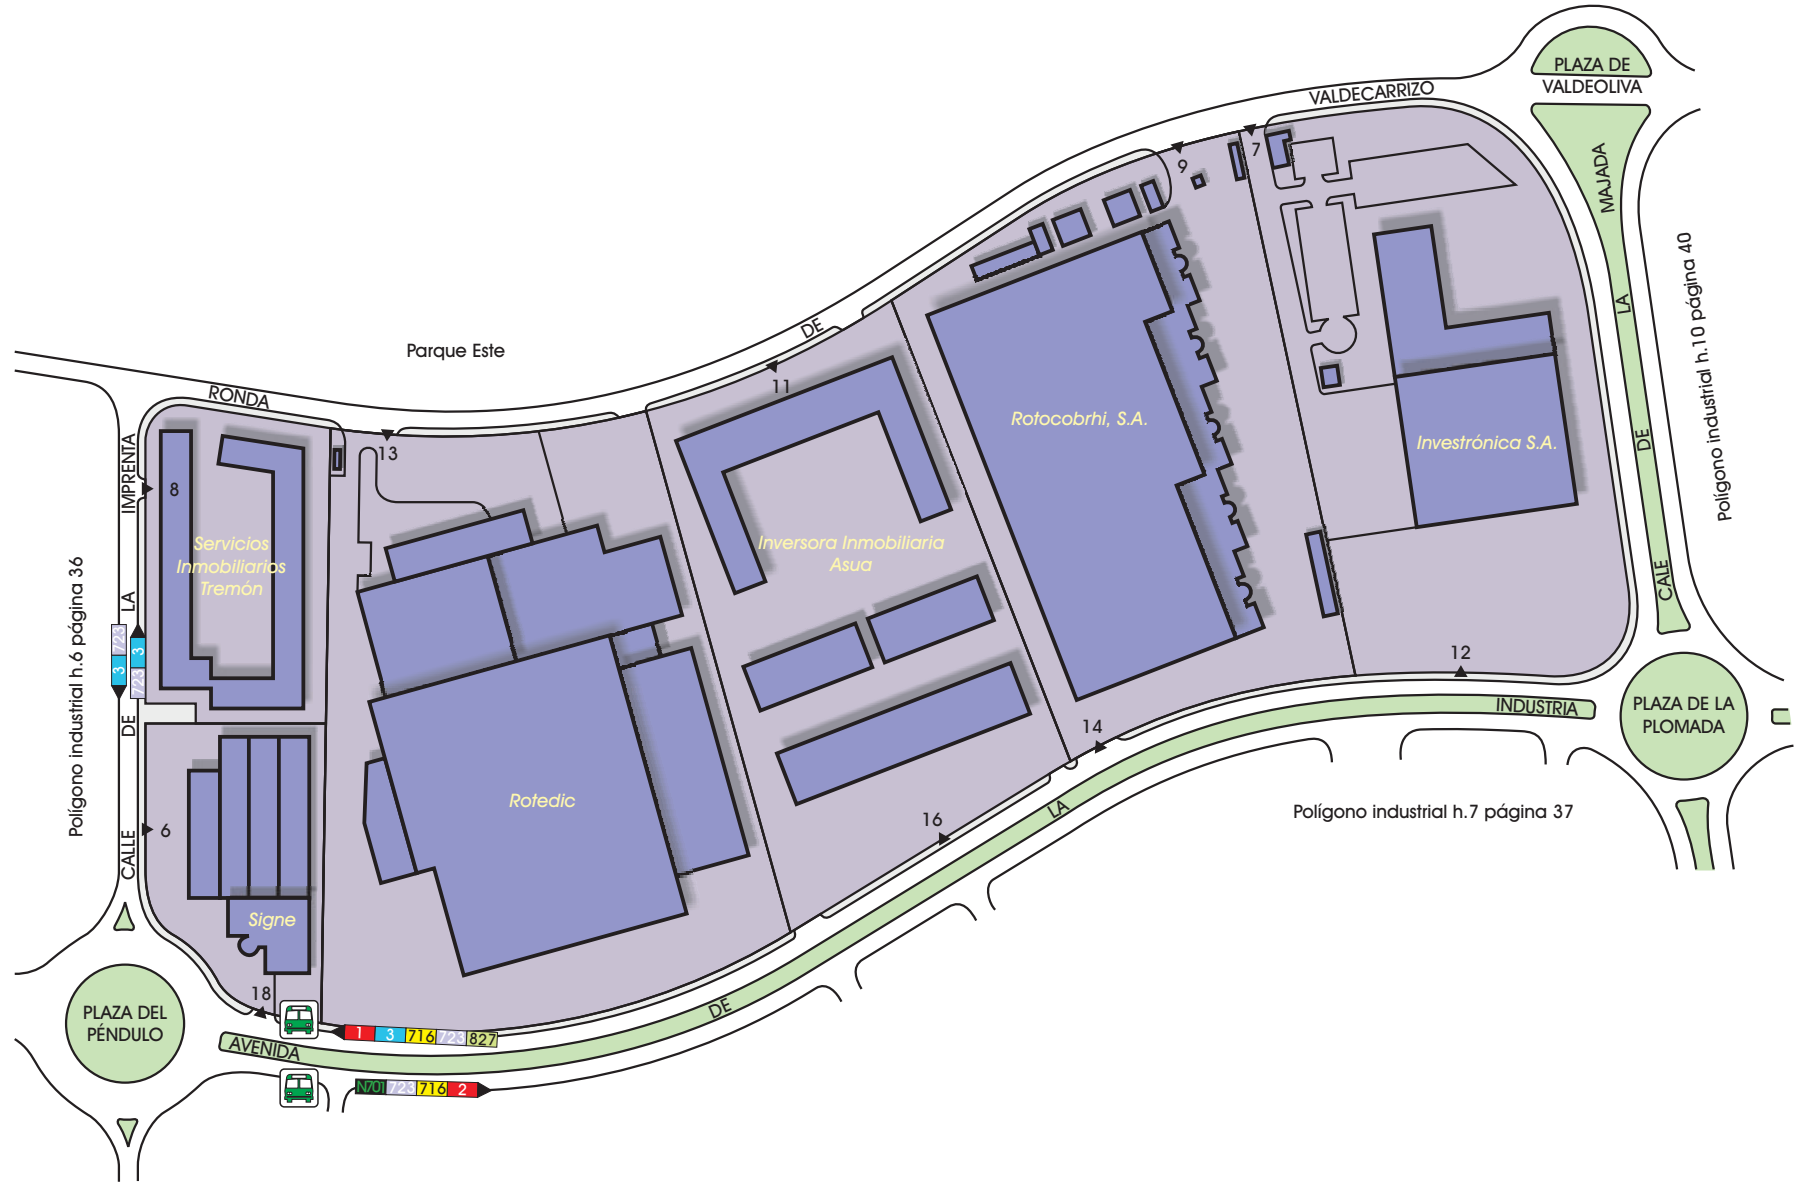 PLAZA DE
VALDEOLIVA
VALDECARRIZO
7
9
MAJADA
Polígono industrial h.10 página 40
LA
DE
CALE
DE
11
Parque Este
RONDA
13
IMPRENTA
8
LA
DE
CALLE
Servicios
Inmobiliarios
Tremón
Rotocobrhi, S.A.
Investrónica S.A.
Inversora Inmobiliaria
Asua
Polígono industrial h.6 página 36
723
3
3
723
6
Rotedic
Signe
12
14
16
18
INDUSTRIA
LA
DE
AVENIDA
PLAZA DE LA
PLOMADA
Polígono industrial h.7 página 37
PLAZA DEL
PÉNDULO
1 3 716 723 827
N701 723 716 2